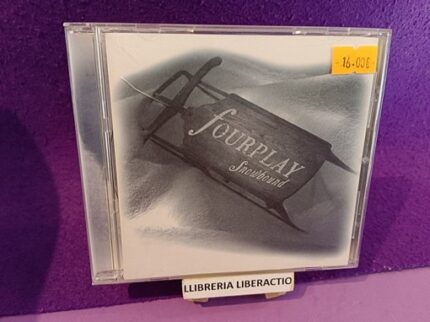 16.00€
fourplay
Snowbound
LLIBRERIA LIBERACTIO